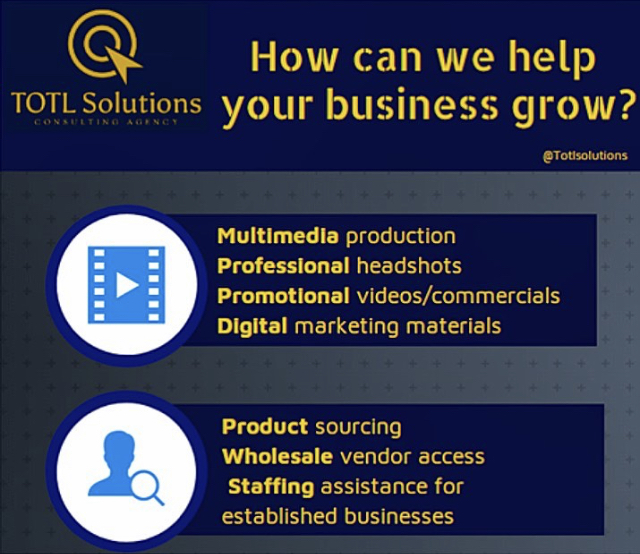 TOTL Solutions
CONSULTING AGENCY
How can we help
your business grow?
@Totlsolutions
Multimedia production
Professional headshots
Promotional videos/commercials
Digital marketing materials
Product sourcing
Wholesale vendor access
Staffing assistance for
established businesses